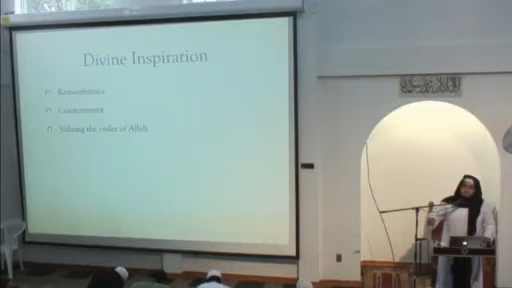 Divine Inspiration
Remembrance
Contentment
Valuing the order of Allah